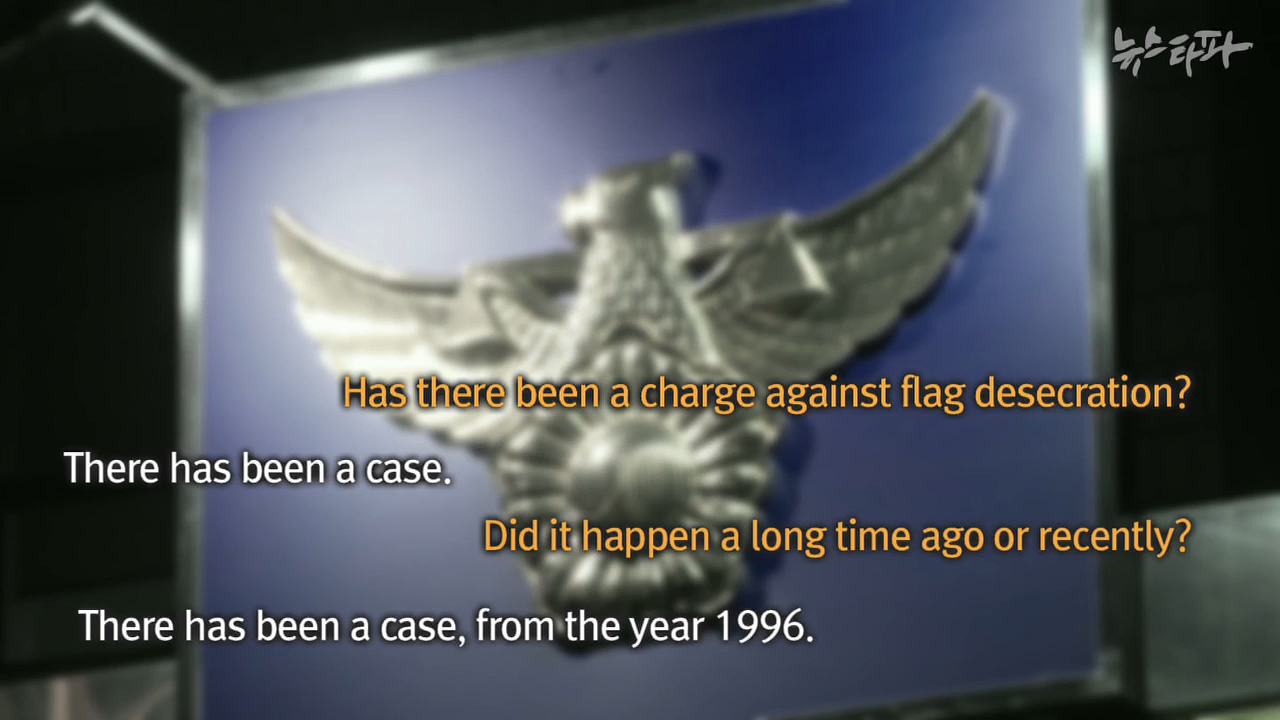 뉴스타파
Has there been a charge against flag desecration?
There has been a case.
Did it happen a long time ago or recently?
There has been a case, from the year 1996.